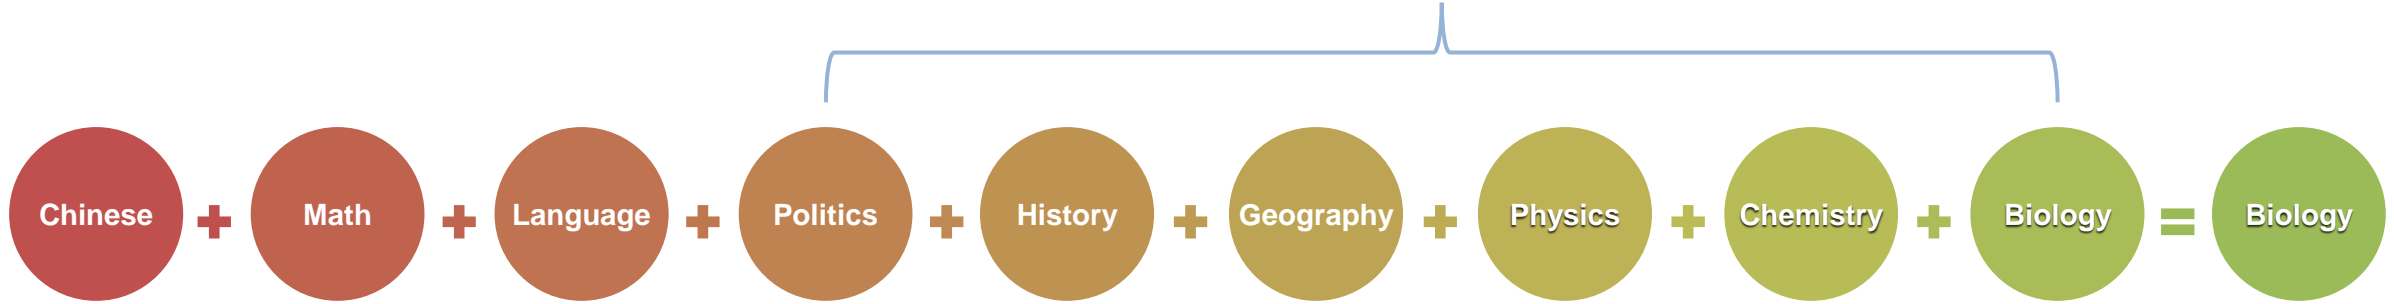 Chinese
Math
Language
Politics
History
Geography
Physics
Chemistry
Biology
Biology